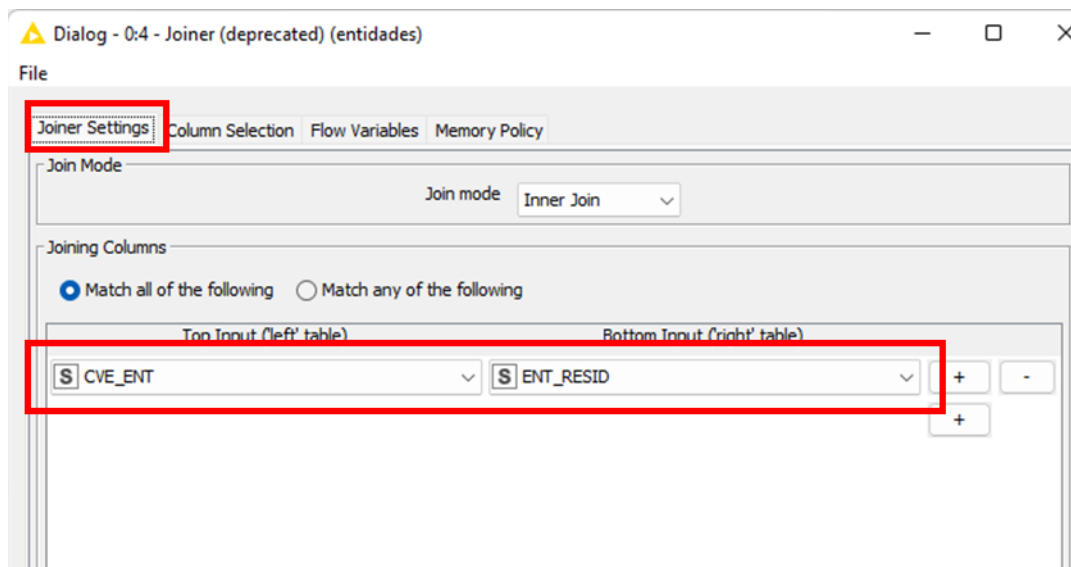 Dialog - 0:4 - Joiner (deprecated) (entidades)
File
Joiner Settings Column Selection Flow Variables Memory Policy
Join Mode
Join mode Inner Join
Joining Columns
Match all of the following Match any of the following
Top Input ('left' table) Bottom Input ('right' table)
S CVE_ENT S ENT_RESID + -
+